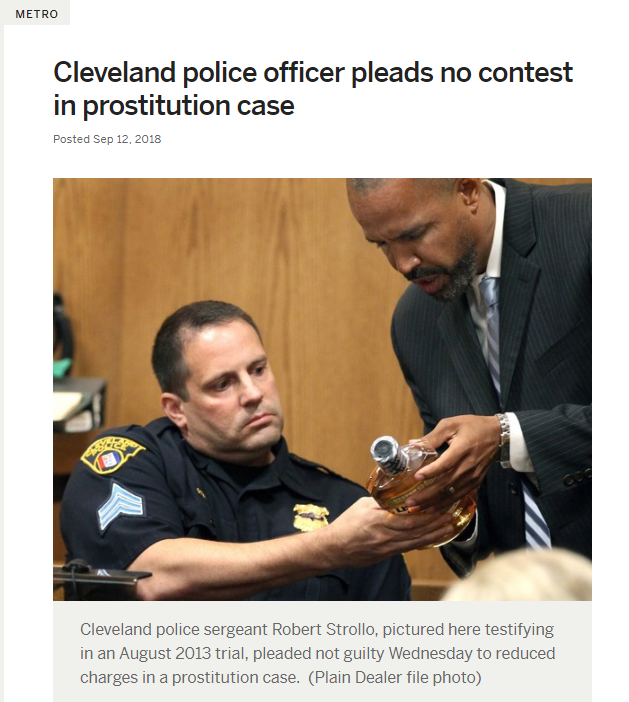 METRO
Cleveland police officer pleads no contest
in prostitution case
Posted Sep 12, 2018
CLEVELAND
POLICE
Cleveland police sergeant Robert Strollo, pictured here testifying
in an August 2013 trial, pleaded not guilty Wednesday to reduced
charges in a prostitution case. (Plain Dealer file photo)